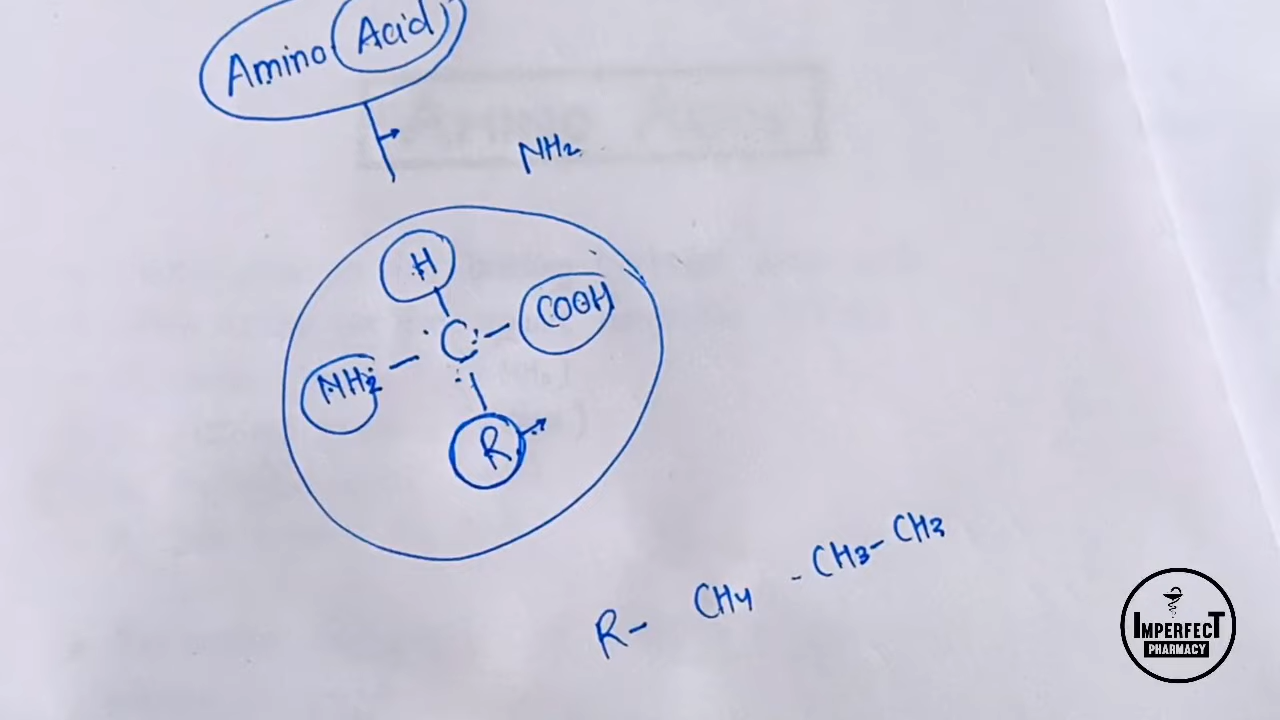 Amino Acid
NH2
H
C
COOH
NH2
R
R- CH4 - CH3-CH3
IMPERFECT
PHARMACY